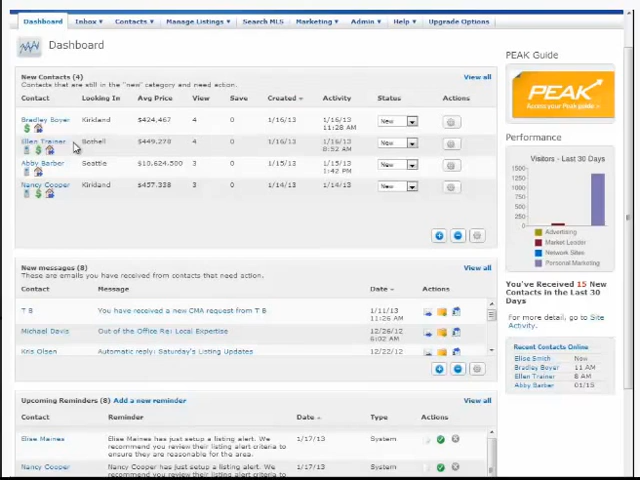 Dashboard Inbox Contacts Manage Listings Search MLS Marketing Admin Help Upgrade Options
Dashboard
New Contacts (4) View all
Contacts that are still in the "new" category and need action.
Contact Looking In Avg Price View Save Created Activity Status Actions
Bradley Boyer Kirkland $424,467 4 0 1/16/13 1/16/13 11:28 AM New
Ellen Trainer Bothell $449,270 4 0 1/16/13 1/16/13 8:52 AM New
Abby Barber Seattle $10,624,500 3 0 1/15/13 1/15/13 1:42 PM New
Nancy Cooper Kirkland $457,338 3 0 1/14/13 1/14/13 New
New messages (8) View all
These are emails you have received from contacts that need action.
Contact Message Date Actions
T B You have received a new CMA request from T B 1/11/13 11:26 AM
Michael Davis Out of the Office Re: Local Expertise 12/26/12 6:02 AM
Kris Olsen Automatic reply: Saturday's Listing Updates 12/22/12
Upcoming Reminders (8) Add a new reminder View all
Contact Reminder Date Type Actions
Elise Maines Elise Maines has just setup a listing alert. We 1/17/13 System
recommend you review their listing alert criteria to
ensure they are reasonable for the area.
Nancy Cooper Nancy Cooper has just setup a listing alert. We 1/17/13 System
recommend you review their listing alert criteria to
PEAK Guide
PEAK
Access your Peak guide
Performance
Visitors - Last 30 Days
1500
1250
1000
750
500
250
0
Advertising
Market Leader
Network Sites
Personal Marketing
You've Received 15 New
Contacts in the Last 30
Days
For more detail, go to Site
Activity.
Recent Contacts Online
Elise Smith Now
Bradley Boyer 11 AM
Ellen Trainer 8 AM
Abby Barber 01/15